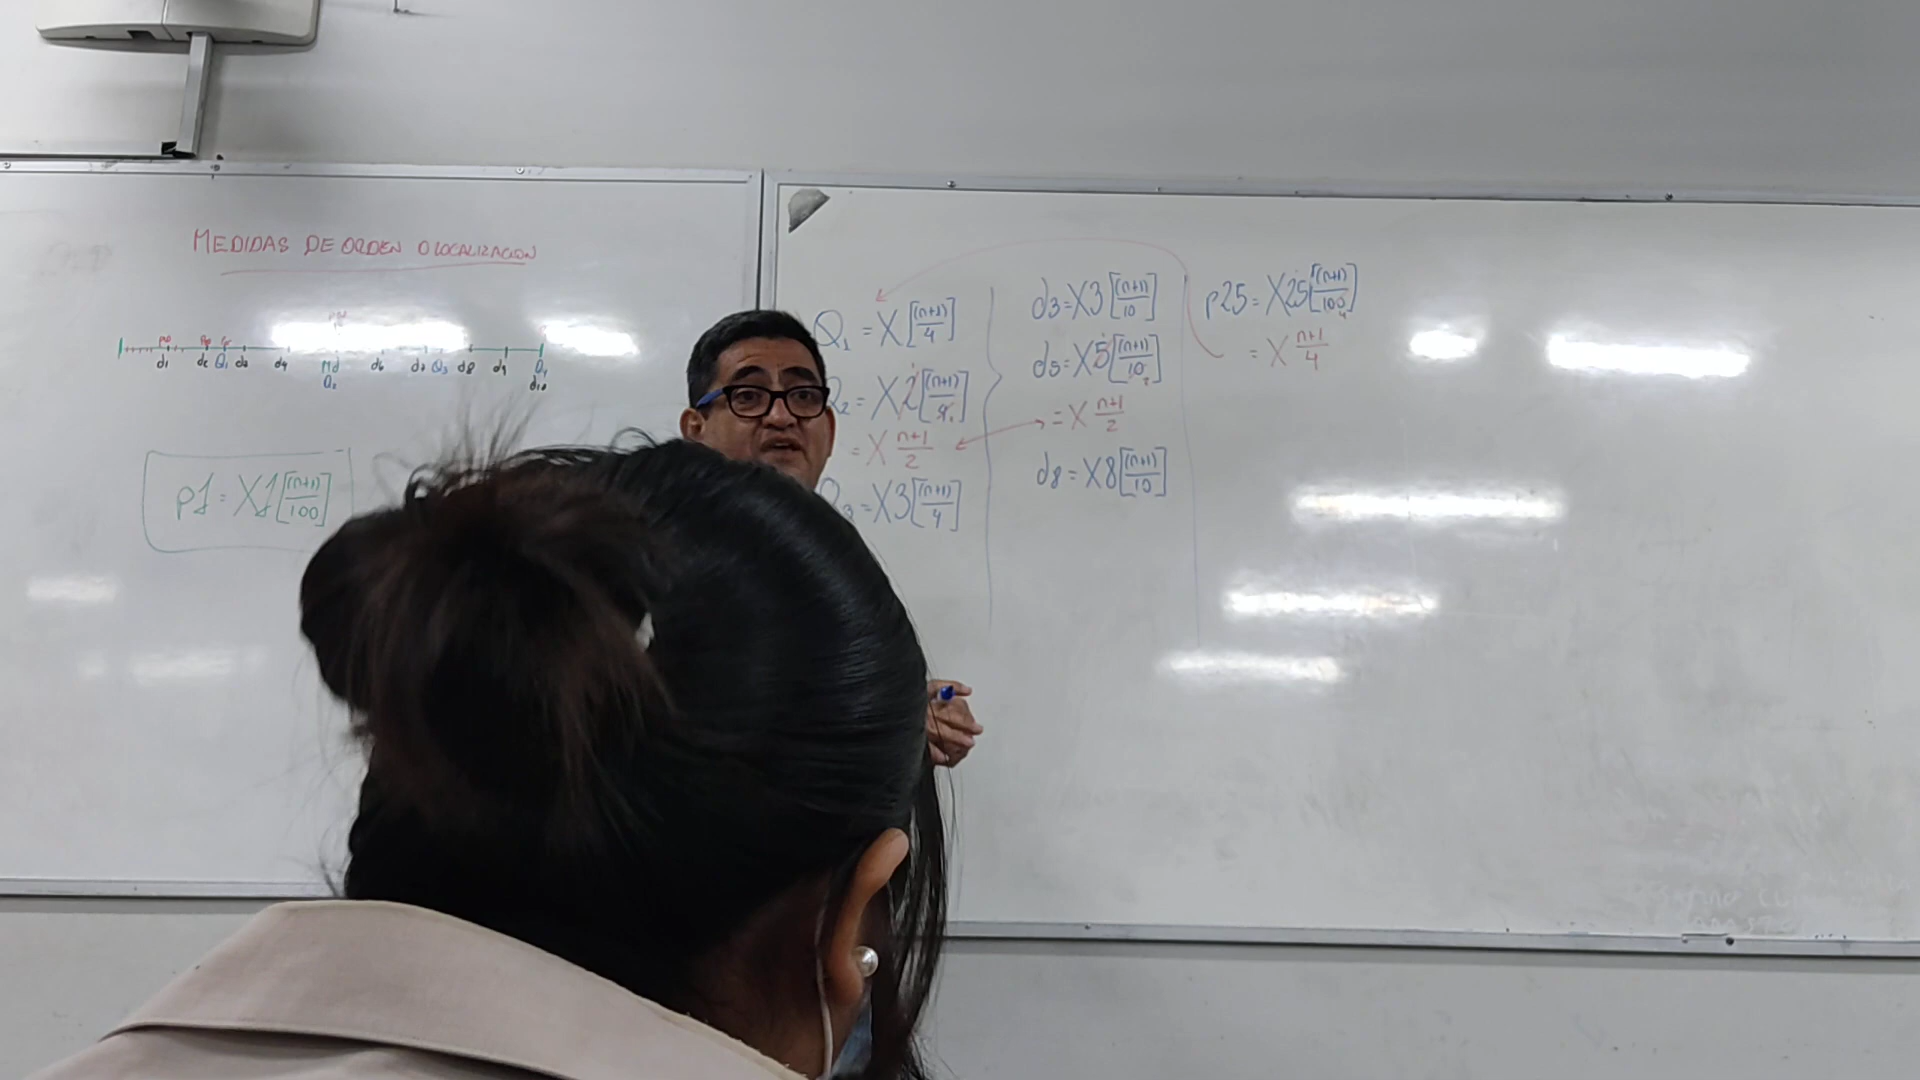 MEDIDAS DE ORDEN O LOCALIZACION
d1 d2 Q1 d3 d4 Md d6 d7 Q3 d8 d9 Q4
Q2 d10
p1 = X1[(n+1)/100]
Q1 = X[(n+1)/4]
2 = X2[(n+1)/4]
= X n+1/2
3 = X3[(n+1)/4]
d3 = X3[(n+1)/10]
d5 = X5[(n+1)/10]
= X n+1/2
d8 = X8[(n+1)/10]
p25 = X25[(n+1)/100]
= X n+1/4